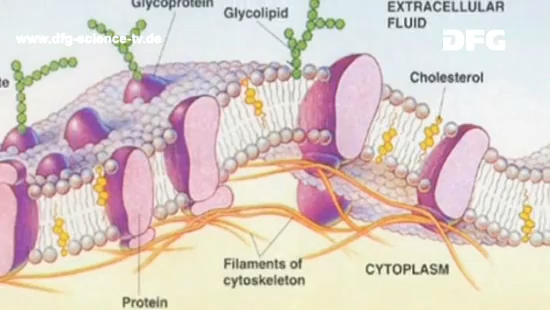 Glycoprotein
Glycolipid
EXTRACELLULAR
FLUID
www.dfg-science-tv.de
DFG
Cholesterol
Filaments of
cytoskeleton
CYTOPLASM
Protein